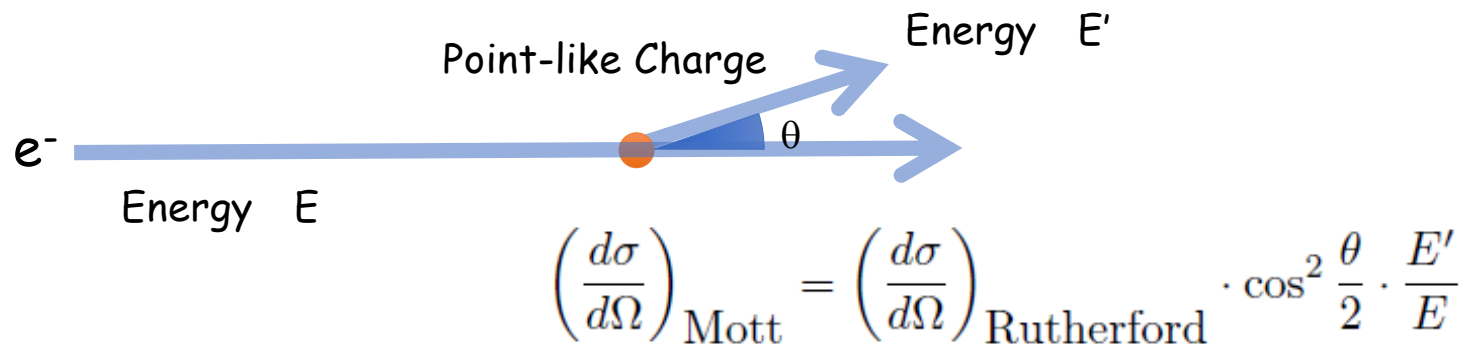 Energy E'
Point-like Charge
e⁻
θ
Energy E
(dσ/dΩ)_Mott = (dσ/dΩ)_Rutherford · cos² θ/2 · E′/E